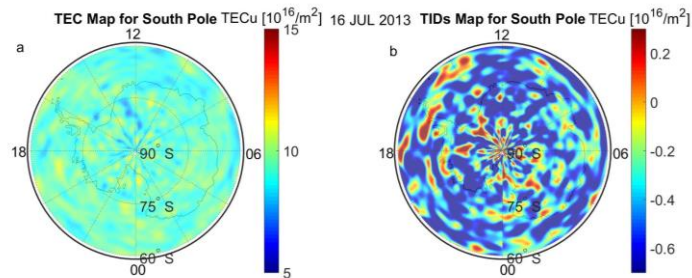 TEC Map for South Pole TECu [10^16/m^2] 16 JUL 2013 TIDs Map for South Pole TECu [10^16/m^2]
a
12
15
18
06
90° S
10
75° S
60° S
00
5
b
12
0.2
0
18
06
90° S
-0.2
-0.4
75° S
-0.6
60° S
00